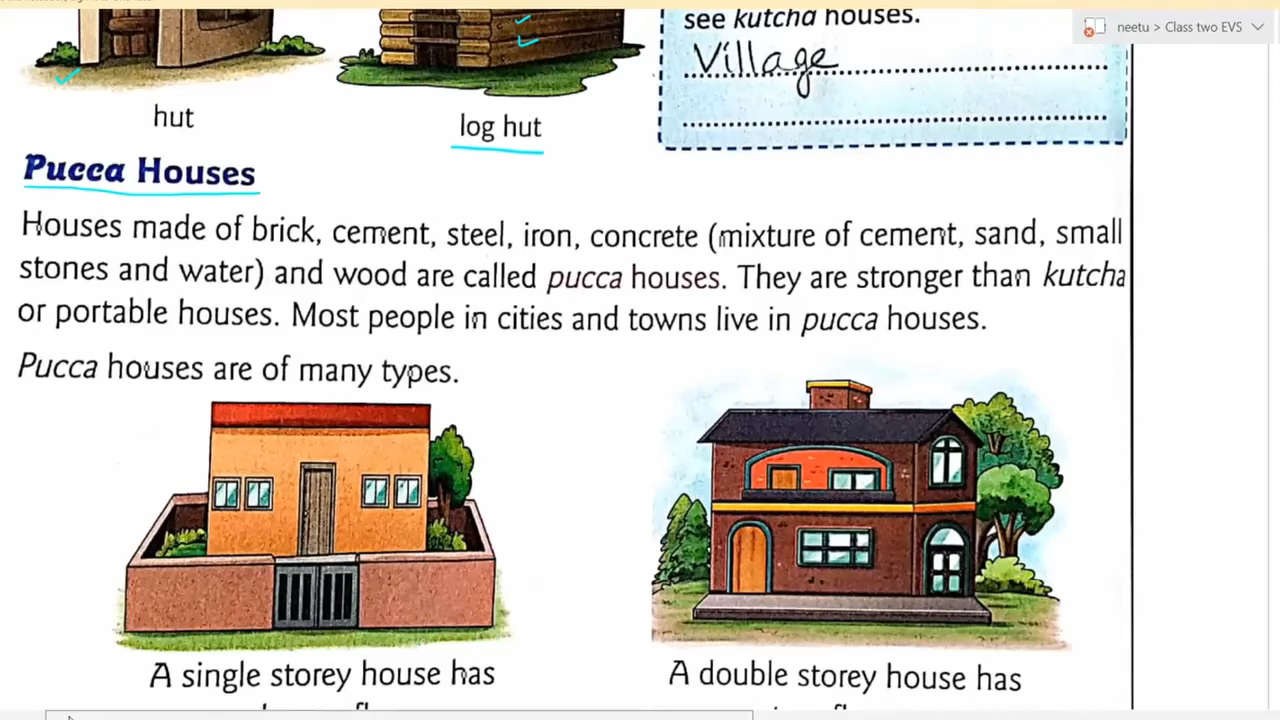 see kutcha houses.
neetu > Class two EVS
Village
hut
log hut
Pucca Houses
Houses made of brick, cement, steel, iron, concrete (mixture of cement, sand, small
stones and water) and wood are called pucca houses. They are stronger than kutcha
or portable houses. Most people in cities and towns live in pucca houses.
Pucca houses are of many types.
A single storey house has
A double storey house has